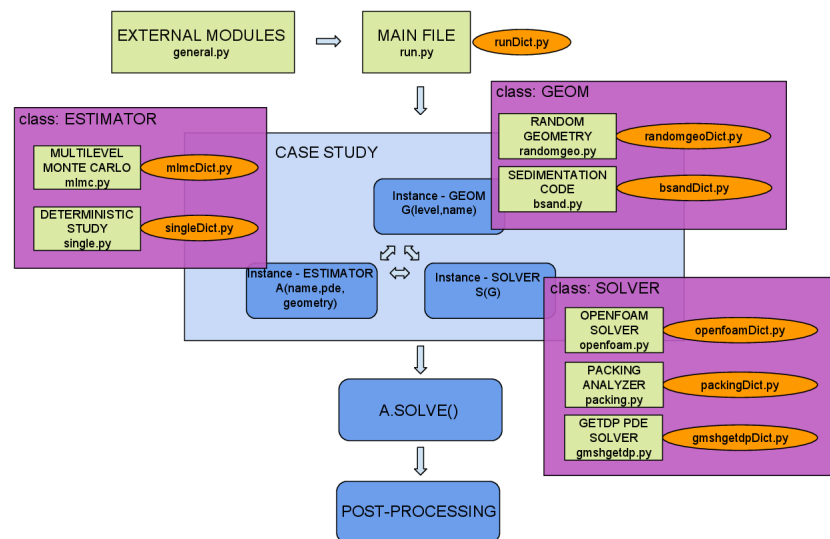 EXTERNAL MODULES
general.py
MAIN FILE
run.py
runDict.py
class: ESTIMATOR
MULTILEVEL
MONTE CARLO
mlmc.py
mlmcDict.py
DETERMINISTIC
STUDY
single.py
singleDict.py
class: GEOM
RANDOM
GEOMETRY
randomgeo.py
randomgeoDict.py
SEDIMENTATION
CODE
bsand.py
bsandDict.py
CASE STUDY
Instance - GEOM
G(level,name)
Instance - ESTIMATOR
A(name,pde,
geometry)
Instance - SOLVER
S(G)
class: SOLVER
OPENFOAM
SOLVER
openfoam.py
openfoamDict.py
PACKING
ANALYZER
packing.py
packingDict.py
GETDP PDE
SOLVER
gmshgetdp.py
gmshgetdpDict.py
A.SOLVE()
POST-PROCESSING